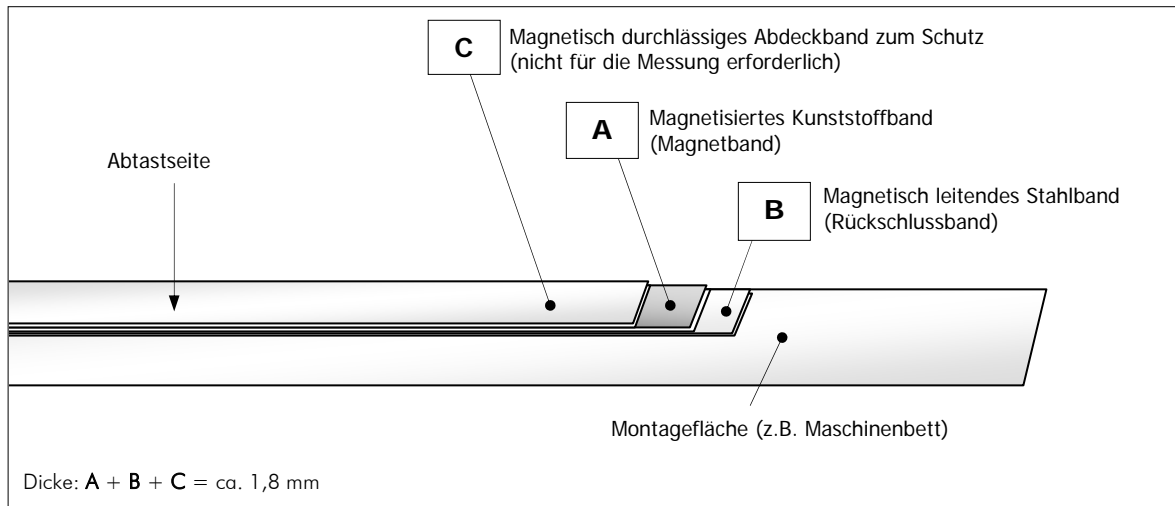 C
Magnetisch durchlässiges Abdeckband zum Schutz
(nicht für die Messung erforderlich)
A
Magnetisiertes Kunststoffband
(Magnetband)
Abtastseite
B
Magnetisch leitendes Stahlband
(Rückschlussband)
Montagefläche (z.B. Maschinenbett)
Dicke: A + B + C = ca. 1,8 mm